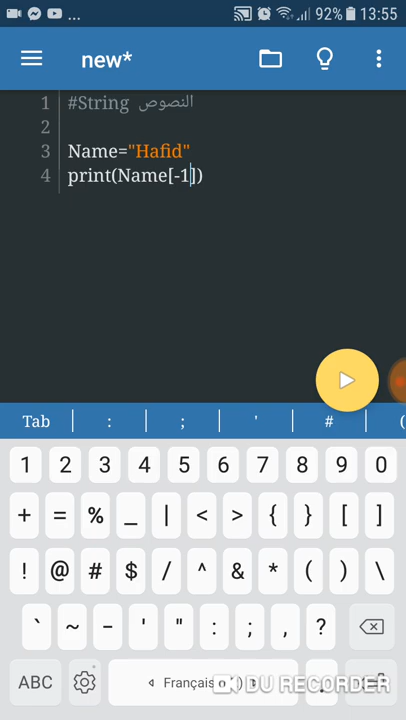 ... 92% 13:55
new*
1 #String النصوص
2
3 Name="Hafid"
4 print(Name[-1])
Tab : ; ' # (
1 2 3 4 5 6 7 8 9 0
+ = % _ | < > { } [ ]
! @ # $ / ^ & * ( ) \
` ~ - ' " : ; , ?
ABC Français .
DU RECORDER